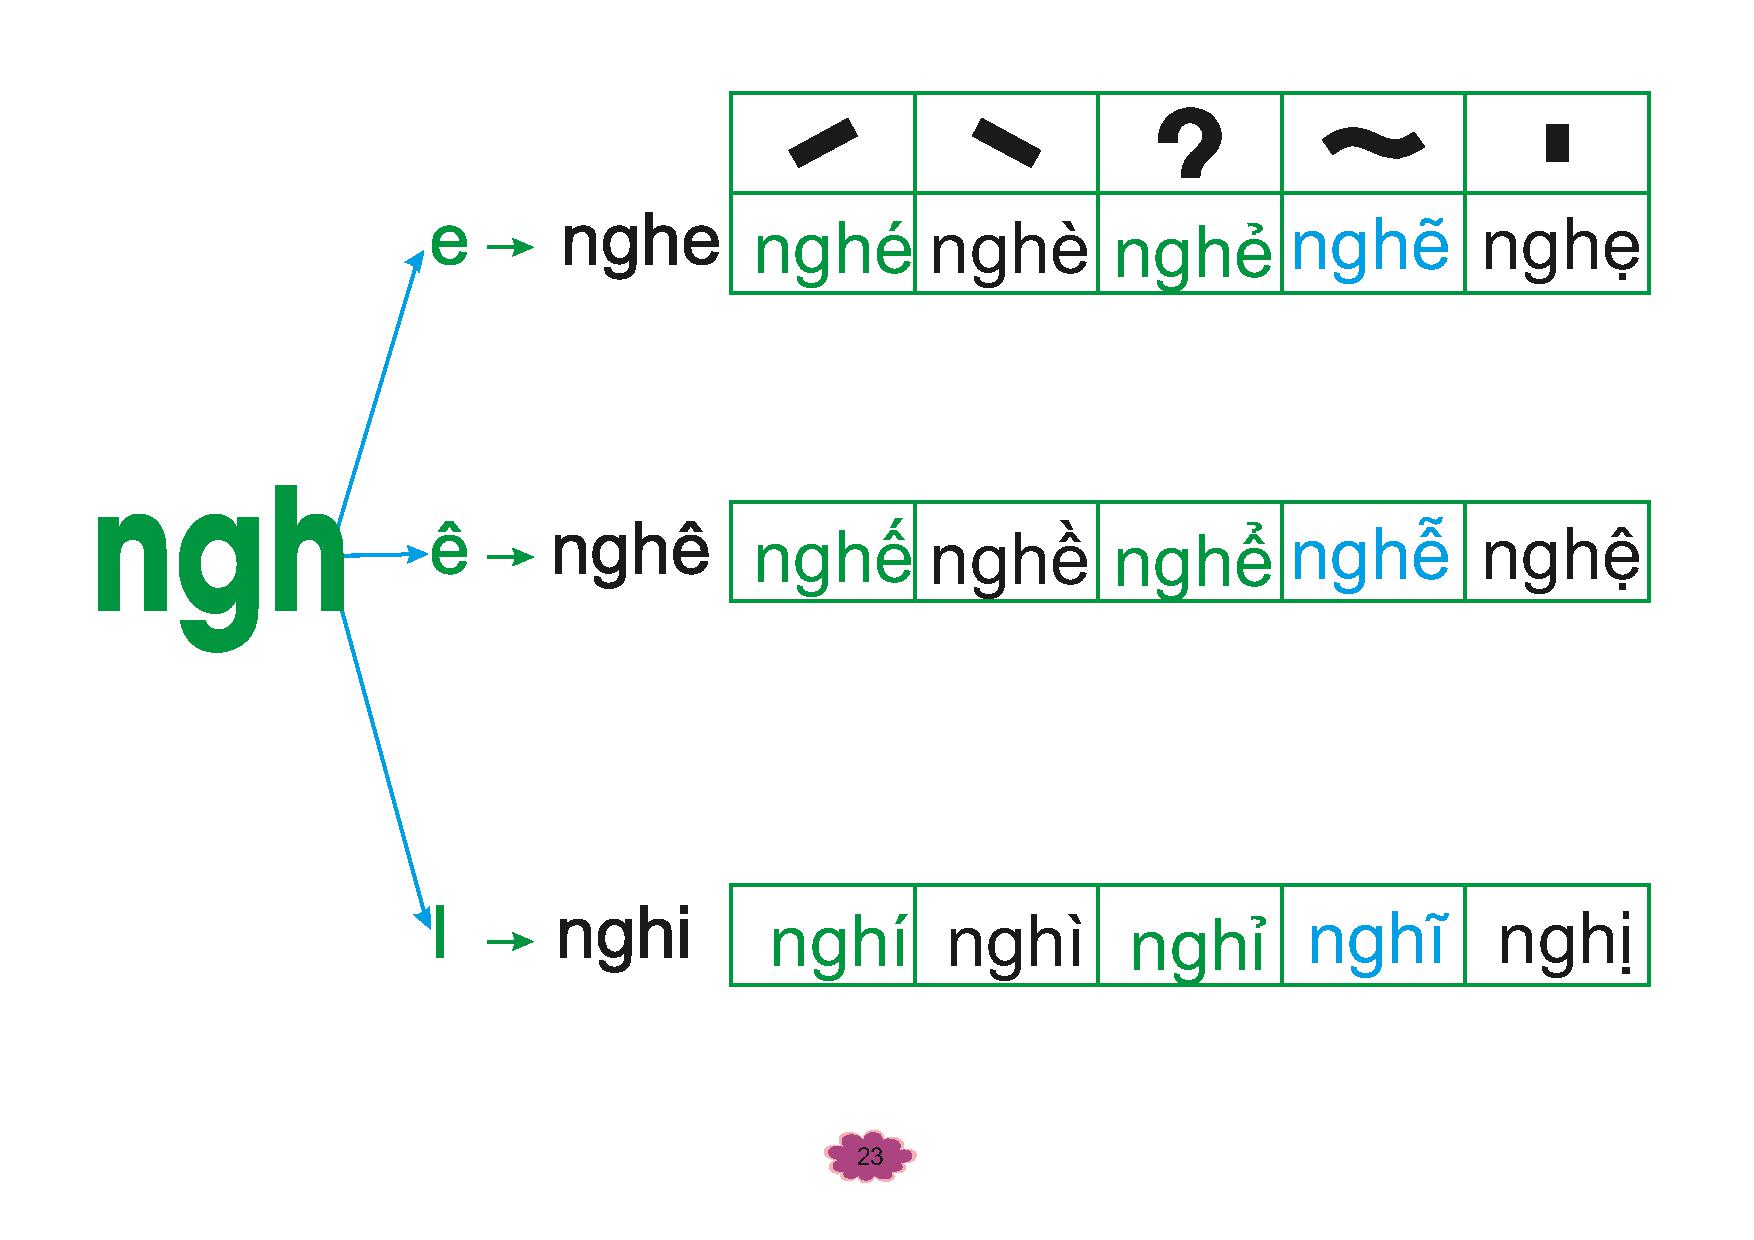 ˊ ˋ ? ~ .
e → nghe nghé nghè nghẻ nghẽ nghẹ
ngh ê → nghê nghế nghề nghể nghễ nghệ
I → nghi nghí nghì nghỉ nghĩ nghị
23